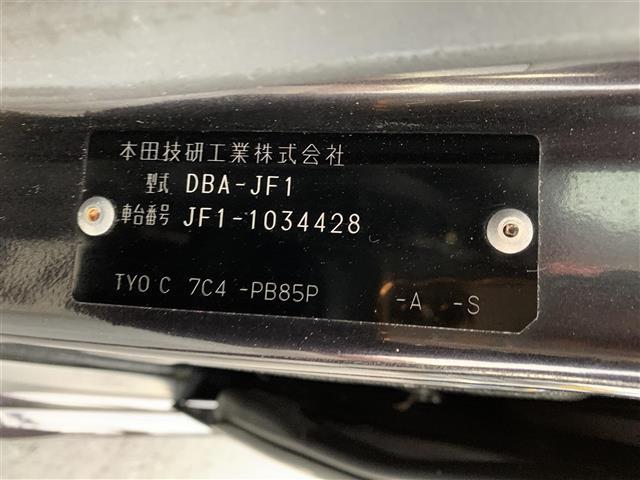 本田技研工業株式会社
型式 DBA-JF1
車台番号 JF1-1034428
TYO C 7C4 -PB85P -A -S